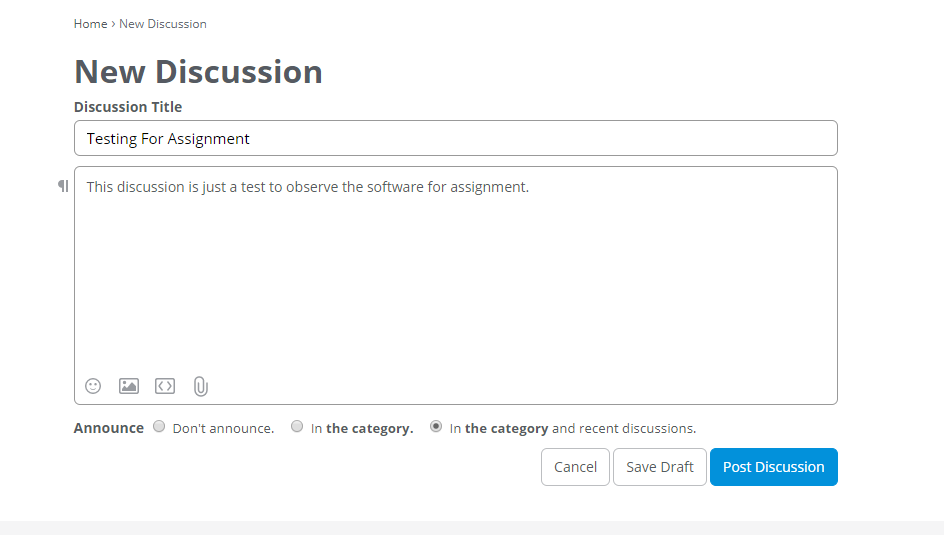 Home › New Discussion
New Discussion
Discussion Title
Testing For Assignment
¶ This discussion is just a test to observe the software for assignment.
Announce Don't announce. In the category. In the category and recent discussions.
Cancel Save Draft Post Discussion